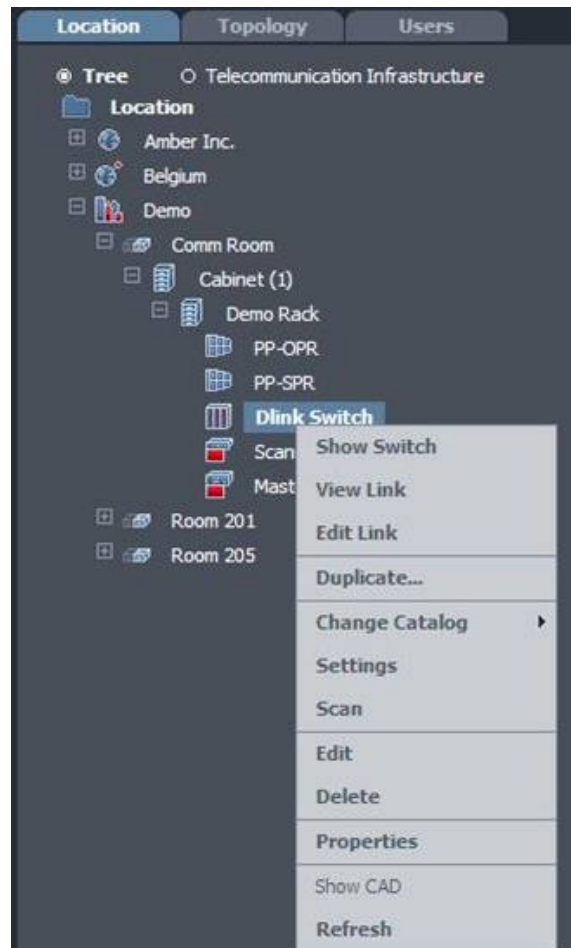 Location Topology Users
Tree Telecommunication Infrastructure
Location
Amber Inc.
Belgium
Demo
Comm Room
Cabinet (1)
Demo Rack
PP-OPR
PP-SPR
Dlink Switch
Scan
Mast
Room 201
Room 205
Show Switch
View Link
Edit Link
Duplicate...
Change Catalog
Settings
Scan
Edit
Delete
Properties
Show CAD
Refresh